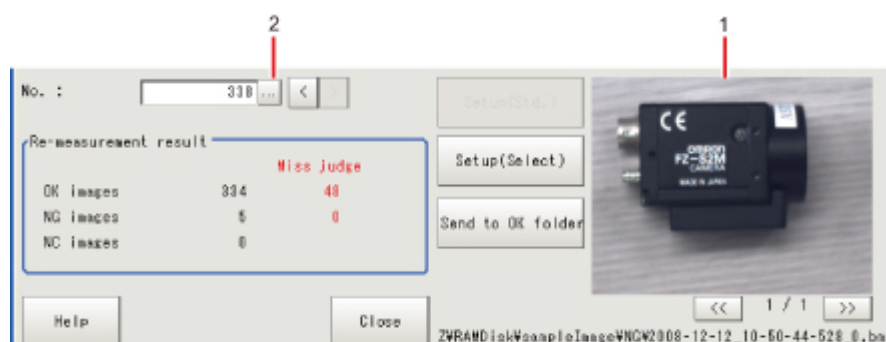 2
1
No. :
338 ...
<
>
Setup(Std.)
Re-measurement result
Miss judge
OK images 334 48
NG images 5 0
NC images 0
Setup(Select)
Send to OK folder
CE
OMRON
FZ-S2M
CAMERA
MADE IN JAPAN
<< 1 / 1 >>
Help
Close
Z¥RAMDisk¥sampleImage¥NG¥2008-12-12_10-50-44-528_0.bm